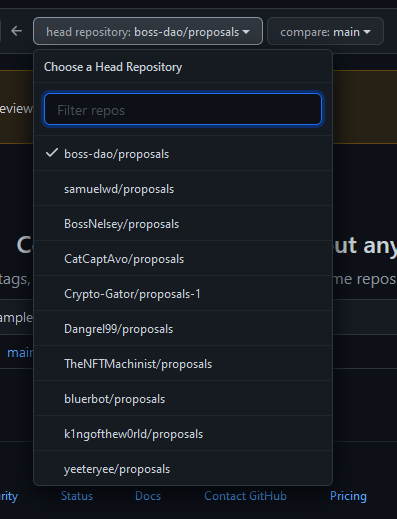 head repository: boss-dao/proposals compare: main
Choose a Head Repository
Filter repos
eview
boss-dao/proposals
samuelwd/proposals
BossNelsey/proposals
C ut any
CatCaptAvo/proposals
tags, me repos
Crypto-Gator/proposals-1
ample
Dangrel99/proposals
main
TheNFTMachinist/proposals
bluerbot/proposals
k1ngofthew0rld/proposals
yeeteryee/proposals
rity Status Docs Contact GitHub Pricing